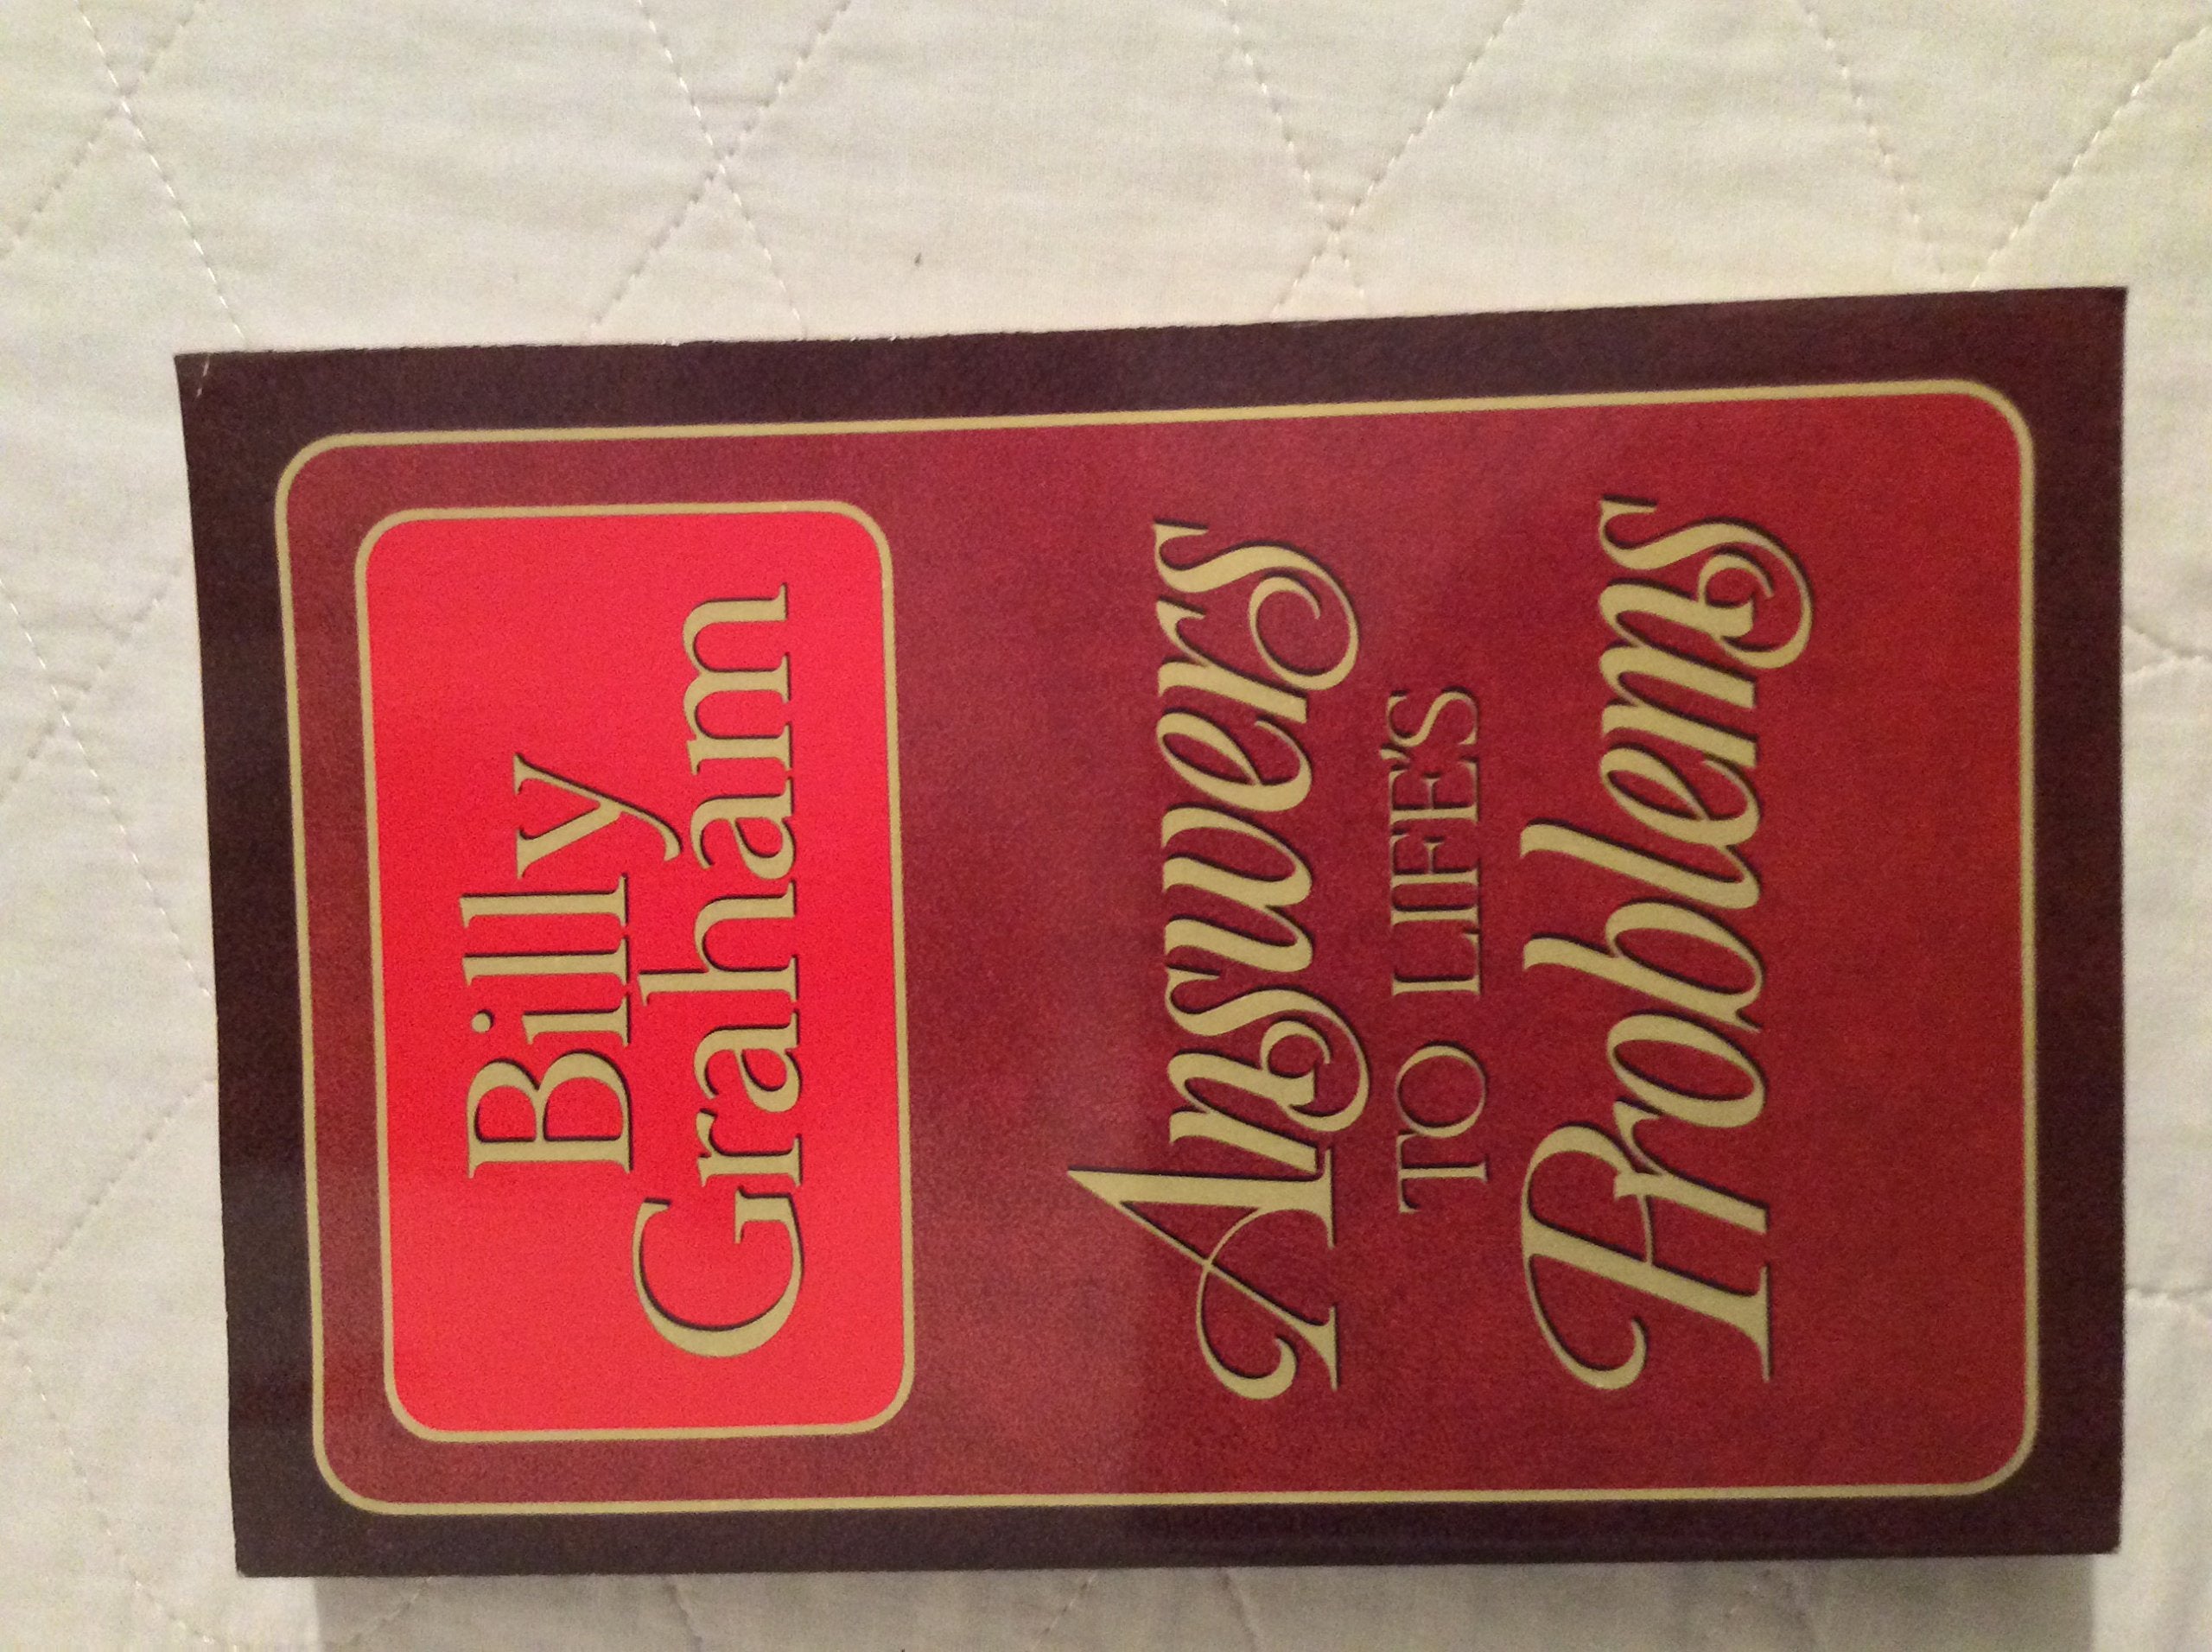 Billy
Graham
Answers
TO LIFE'S
Problems